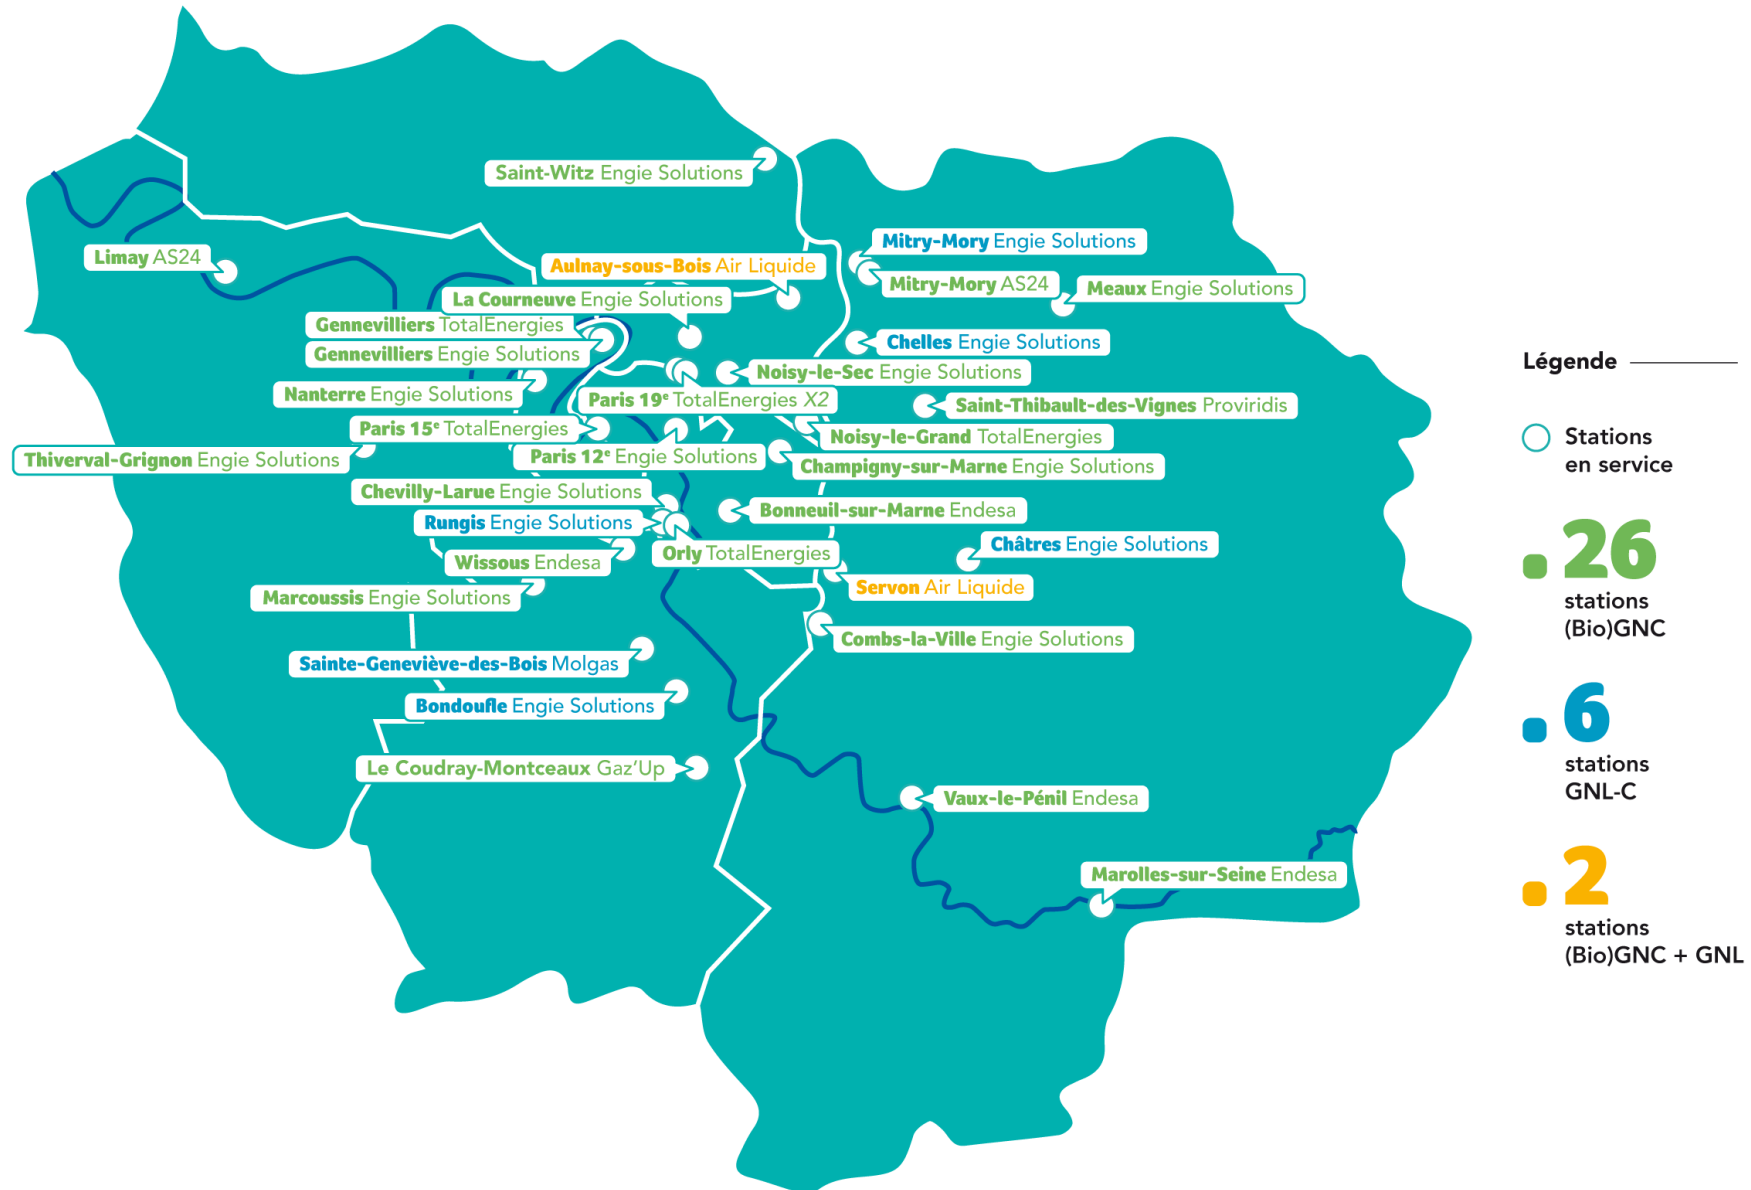 Saint-Witz Engie Solutions
Mitry-Mory Engie Solutions
Limay AS24
Aulnay-sous-Bois Air Liquide
Mitry-Mory AS24
Meaux Engie Solutions
La Courneuve Engie Solutions
Gennevilliers TotalEnergies
Chelles Engie Solutions
Gennevilliers Engie Solutions
Noisy-le-Sec Engie Solutions
Nanterre Engie Solutions
Paris 19e TotalEnergies X2
Saint-Thibault-des-Vignes Proviridis
Paris 15e TotalEnergies
Noisy-le-Grand TotalEnergies
Thiverval-Grignon Engie Solutions
Paris 12e Engie Solutions
Champigny-sur-Marne Engie Solutions
Chevilly-Larue Engie Solutions
Bonneuil-sur-Marne Endesa
Rungis Engie Solutions
Châtres Engie Solutions
Orly TotalEnergies
Wissous Endesa
Servon Air Liquide
Marcoussis Engie Solutions
Combs-la-Ville Engie Solutions
Sainte-Geneviève-des-Bois Molgas
Bondoufle Engie Solutions
Le Coudray-Montceaux Gaz'Up
Vaux-le-Pénil Endesa
Marolles-sur-Seine Endesa
Légende
Stations
en service
26
stations
(Bio)GNC
6
stations
GNL-C
2
stations
(Bio)GNC + GNL